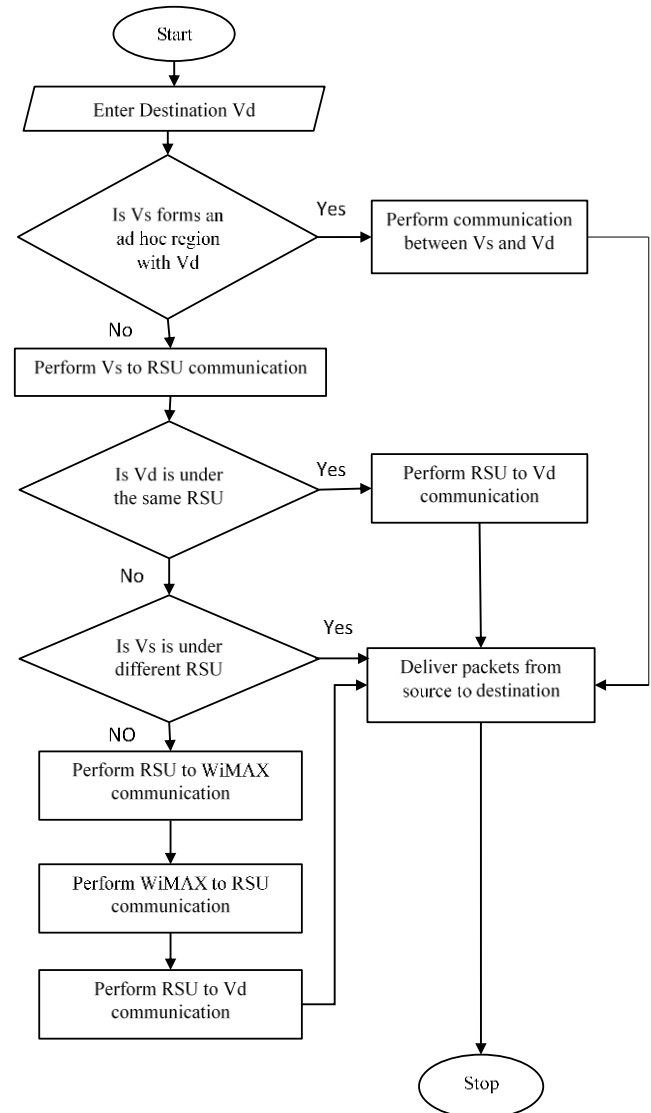 Start
Enter Destination Vd
Is Vs forms an
ad hoc region
with Vd
Yes
Perform communication
between Vs and Vd
No
Perform Vs to RSU communication
Is Vd is under
the same RSU
Yes
Perform RSU to Vd
communication
No
Is Vs is under
different RSU
Yes
Deliver packets from
source to destination
NO
Perform RSU to WiMAX
communication
Perform WiMAX to RSU
communication
Perform RSU to Vd
communication
Stop